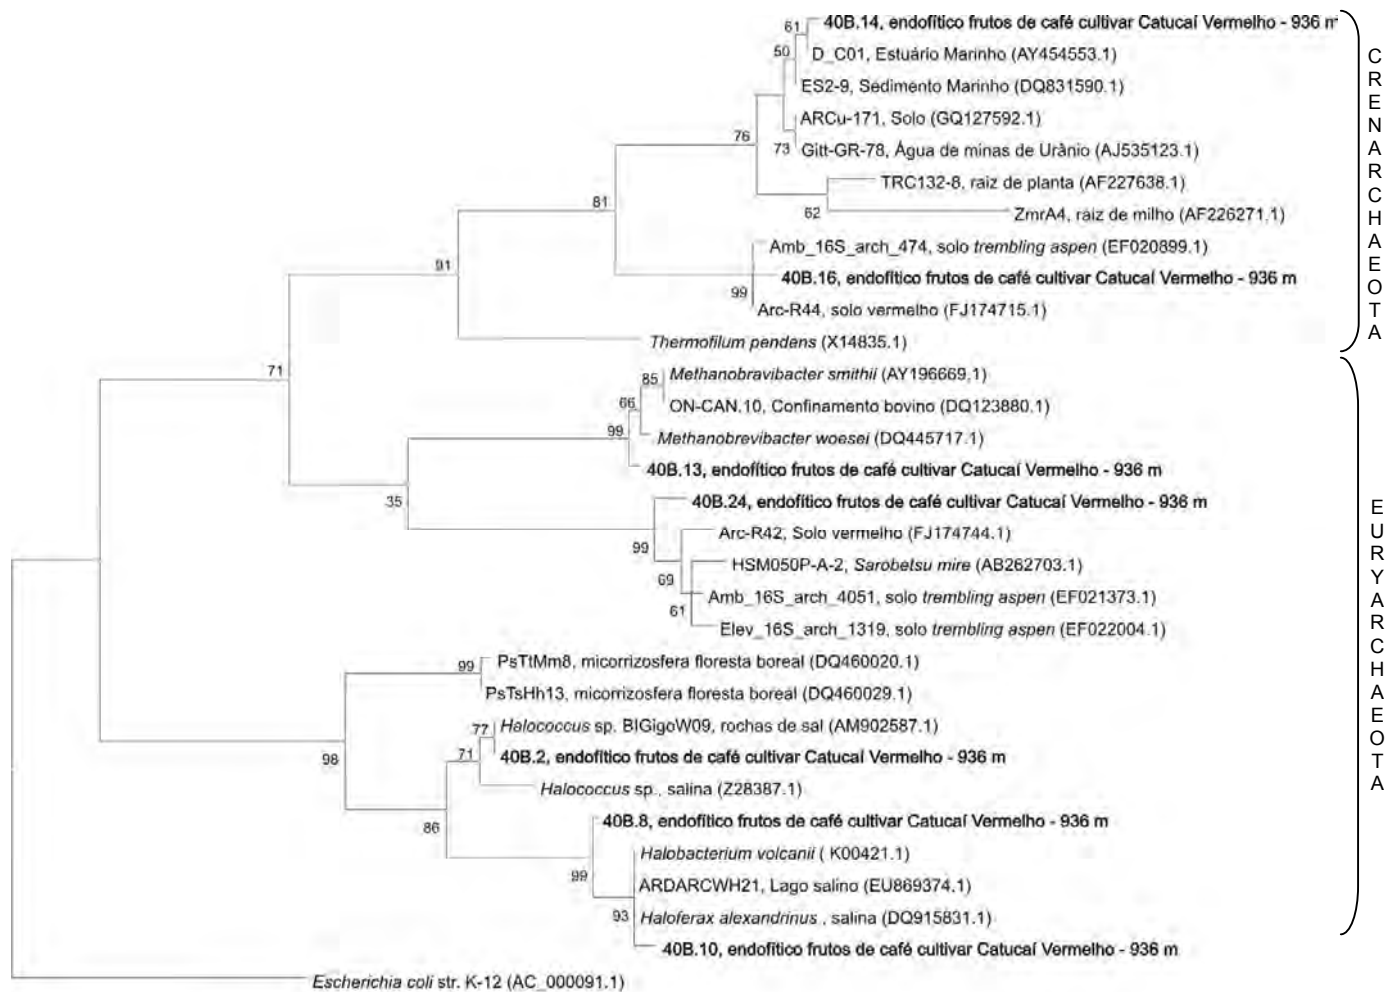 61
40B.14, endofítico frutos de café cultivar Catucaí Vermelho - 936 m
50
D_C01, Estuário Marinho (AY454553.1)
ES2-9, Sedimento Marinho (DQ831590.1)
ARCu-171, Solo (GQ127592.1)
76
73
Gitt-GR-78, Água de minas de Urânio (AJ535123.1)
TRC132-8, raiz de planta (AF227638.1)
81
62
ZmrA4, raiz de milho (AF226271.1)
Amb_16S_arch_474, solo trembling aspen (EF020899.1)
91
40B.16, endofítico frutos de café cultivar Catucaí Vermelho - 936 m
99
Arc-R44, solo vermelho (FJ174715.1)
Thermofilum pendens (X14835.1)
CRENARCHAEOTA
71
85
Methanobravibacter smithii (AY196669.1)
66
ON-CAN.10, Confinamento bovino (DQ123880.1)
99
Methanobrevibacter woesei (DQ445717.1)
40B.13, endofítico frutos de café cultivar Catucaí Vermelho - 936 m
35
40B.24, endofítico frutos de café cultivar Catucaí Vermelho - 936 m
Arc-R42, Solo vermelho (FJ174744.1)
99
HSM050P-A-2, Sarobetsu mire (AB262703.1)
69
Amb_16S_arch_4051, solo trembling aspen (EF021373.1)
61
Elev_16S_arch_1319, solo trembling aspen (EF022004.1)
99
PsTtMm8, micorrizosfera floresta boreal (DQ460020.1)
PsTsHh13, micorrizosfera floresta boreal (DQ460029.1)
77
Halococcus sp. BIGigoW09, rochas de sal (AM902587.1)
98
71
40B.2, endofítico frutos de café cultivar Catucaí Vermelho - 936 m
Halococcus sp., salina (Z28387.1)
86
40B.8, endofítico frutos de café cultivar Catucaí Vermelho - 936 m
Halobacterium volcanii ( K00421.1)
99
ARDARCWH21, Lago salino (EU869374.1)
93
Haloferax alexandrinus , salina (DQ915831.1)
40B.10, endofítico frutos de café cultivar Catucaí Vermelho - 936 m
EURYARCHAEOTA
Escherichia coli str. K-12 (AC_000091.1)